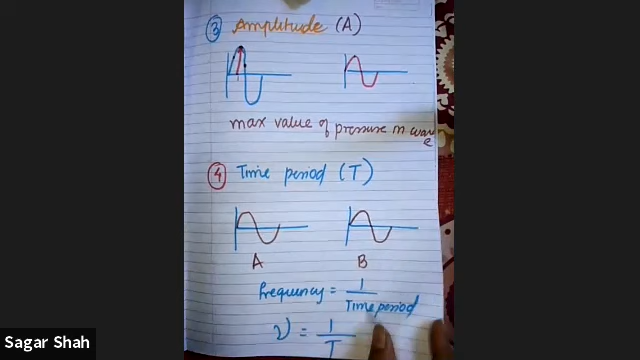 ③ Amplitude (A)
max value of pressure in wave
④ Time period (T)
A
B
Frequency = 1 / Time period
ν = 1 / T
Sagar Shah